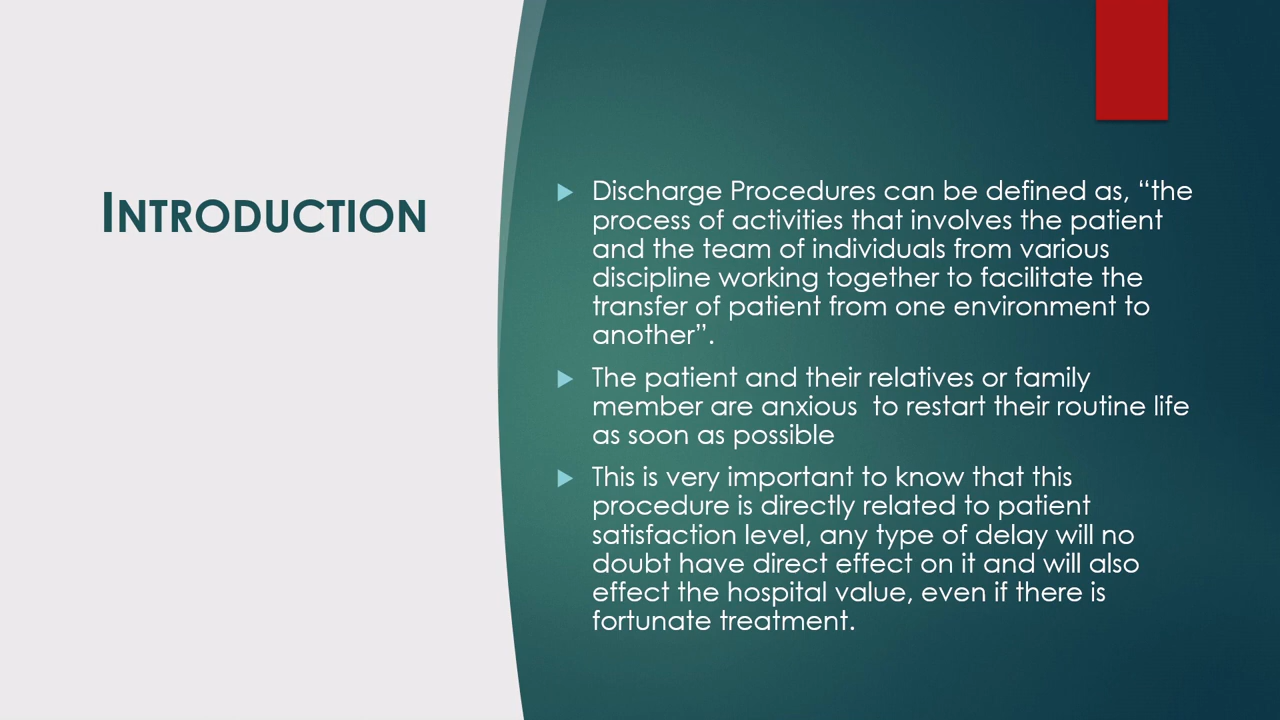 INTRODUCTION
Discharge Procedures can be defined as, “the
process of activities that involves the patient
and the team of individuals from various
discipline working together to facilitate the
transfer of patient from one environment to
another”.
The patient and their relatives or family
member are anxious  to restart their routine life
as soon as possible
This is very important to know that this
procedure is directly related to patient
satisfaction level, any type of delay will no
doubt have direct effect on it and will also
effect the hospital value, even if there is
fortunate treatment.